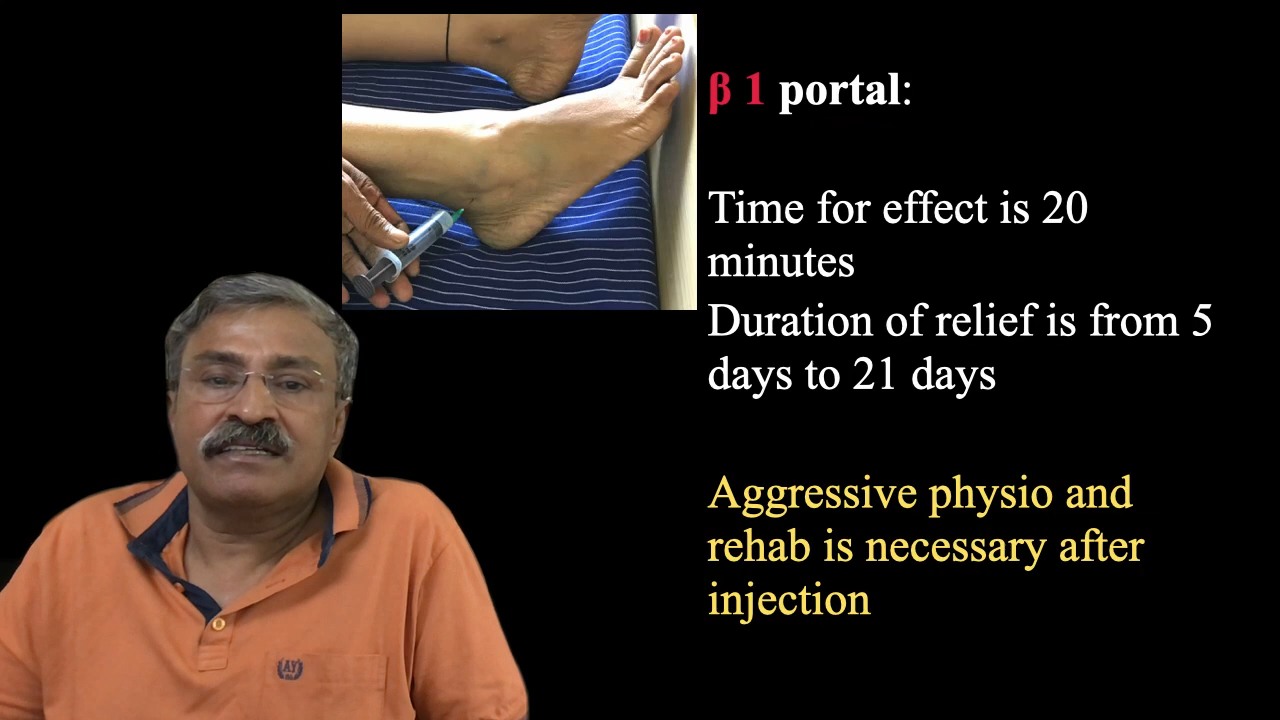 β 1 portal:
Time for effect is 20
minutes
Duration of relief is from 5
days to 21 days
Aggressive physio and
rehab is necessary after
injection
AY